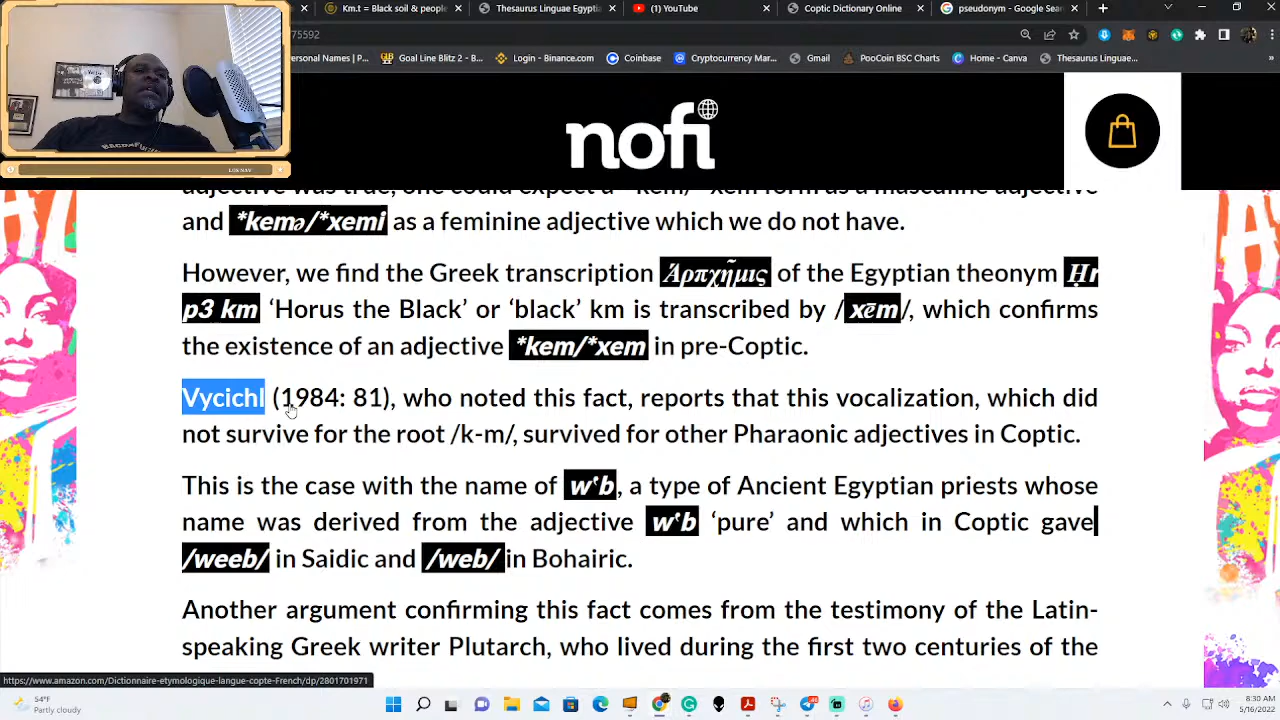 Km.t = Black soil & people
Thesaurus Linguae Egyptia
(1) YouTube
Coptic Dictionary Online
pseudonym - Google Sear
75592
ersonal Names | P...
Goal Line Blitz 2 - B...
Login - Binance.com
Coinbase
Cryptocurrency Mar...
Gmail
PooCoin BSC Charts
Home - Canva
Thesaurus Linguae...
nofi
and *kemə/*xemi as a feminine adjective which we do not have.
However, we find the Greek transcription Ἁρπχῆμις of the Egyptian theonym Ḥr
p3 km ‘Horus the Black’ or ‘black’ km is transcribed by /xēm/, which confirms
the existence of an adjective *kem/*xem in pre-Coptic.
Vycichl (1984: 81), who noted this fact, reports that this vocalization, which did
not survive for the root /k-m/, survived for other Pharaonic adjectives in Coptic.
This is the case with the name of wʿb, a type of Ancient Egyptian priests whose
name was derived from the adjective wʿb ‘pure’ and which in Coptic gave
/weeb/ in Saidic and /web/ in Bohairic.
Another argument confirming this fact comes from the testimony of the Latin-
speaking Greek writer Plutarch, who lived during the first two centuries of the
https://www.amazon.com/Dictionnaire-etymologique-langue-copte-French/dp/2801701971
54°F
Partly cloudy
8:30 AM
5/16/2022